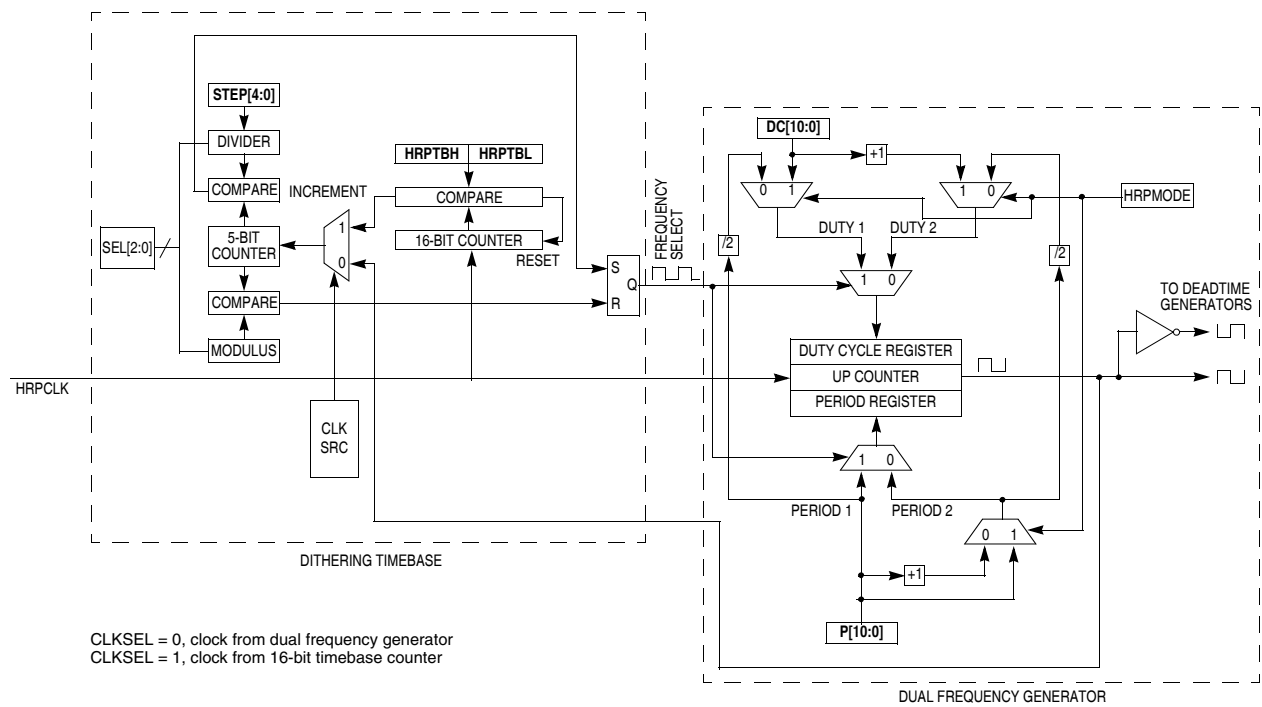 STEP[4:0]
DIVIDER
COMPARE
INCREMENT
5-BIT
COUNTER
SEL[2:0]
COMPARE
MODULUS
1
0
HRPTBH HRPTBL
COMPARE
16-BIT COUNTER
RESET
S
Q
R
FREQUENCY
SELECT
HRPCLK
CLK
SRC
DITHERING TIMEBASE
DC[10:0]
+1
0 1
1 0
HRPMODE
DUTY 1
DUTY 2
/2
/2
1 0
DUTY CYCLE REGISTER
UP COUNTER
PERIOD REGISTER
TO DEADTIME
GENERATORS
1 0
PERIOD 1
PERIOD 2
0 1
+1
P[10:0]
DUAL FREQUENCY GENERATOR
CLKSEL = 0, clock from dual frequency generator
CLKSEL = 1, clock from 16-bit timebase counter